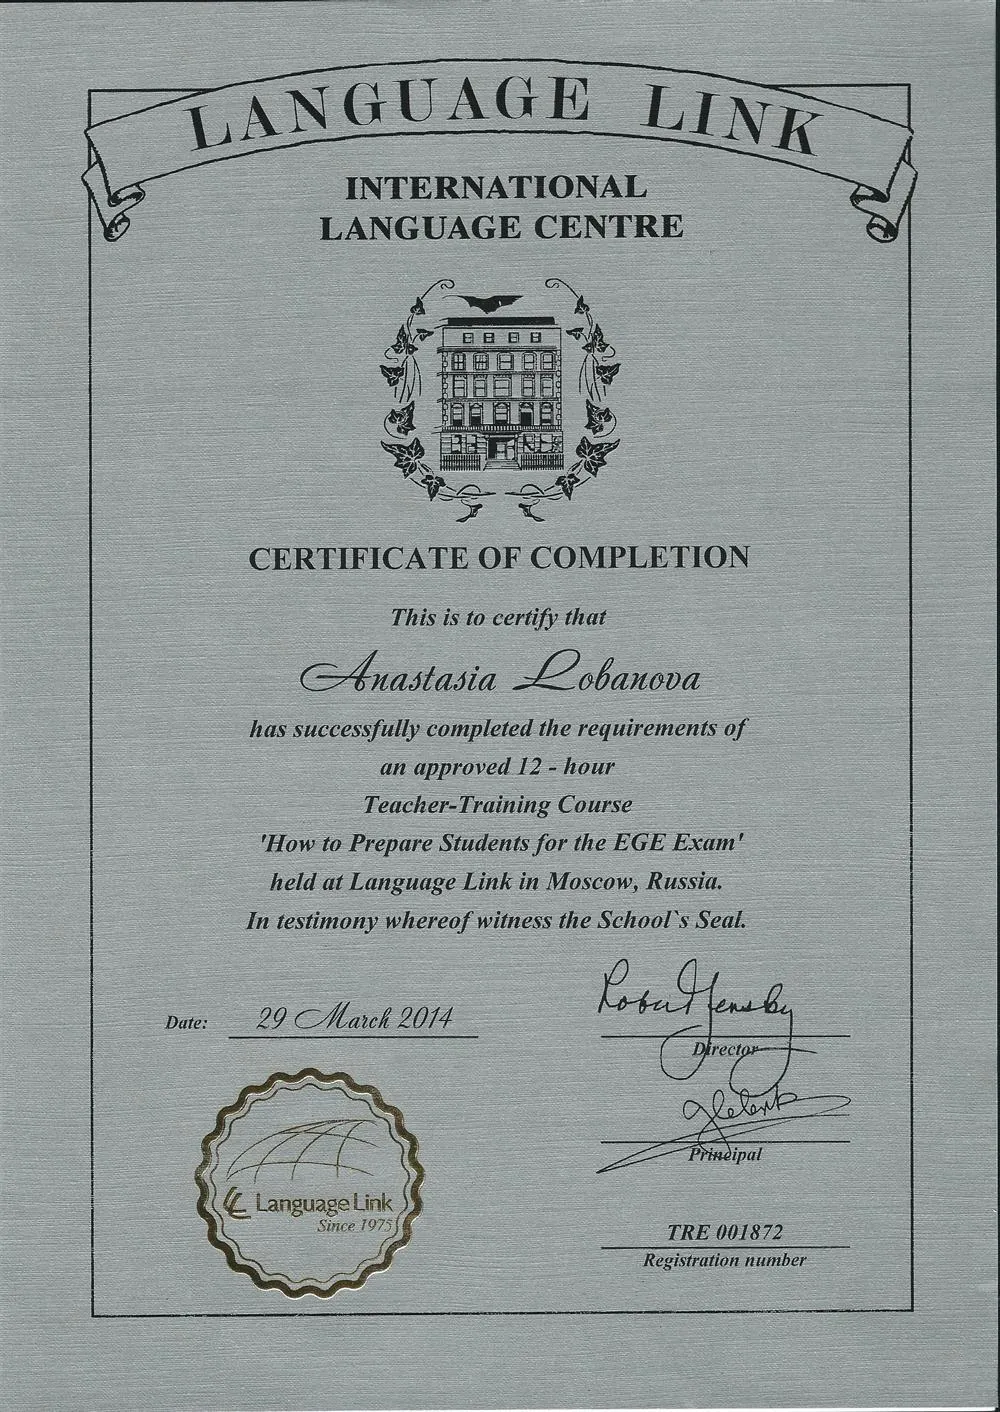 LANGUAGE LINK
INTERNATIONAL
LANGUAGE CENTRE
CERTIFICATE OF COMPLETION
This is to certify that
Anastasia Lobanova
has successfully completed the requirements of
an approved 12 - hour
Teacher-Training Course
'How to Prepare Students for the EGE Exam'
held at Language Link in Moscow, Russia.
In testimony whereof witness the School`s Seal.
Date: 29 March 2014
Director
Principal
LL Language Link
Since 1975
TRE 001872
Registration number